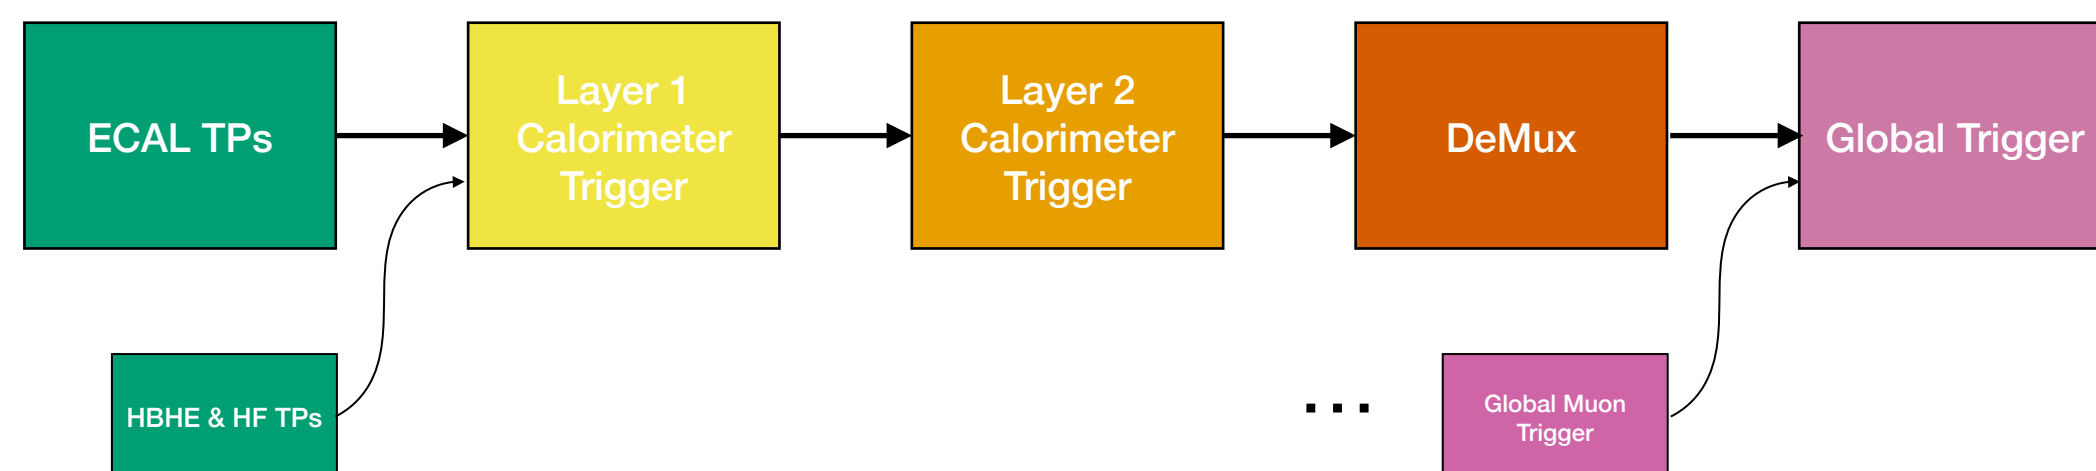 ECAL TPs
Layer 1
Calorimeter
Trigger
Layer 2
Calorimeter
Trigger
DeMux
Global Trigger
HBHE & HF TPs
...
Global Muon
Trigger